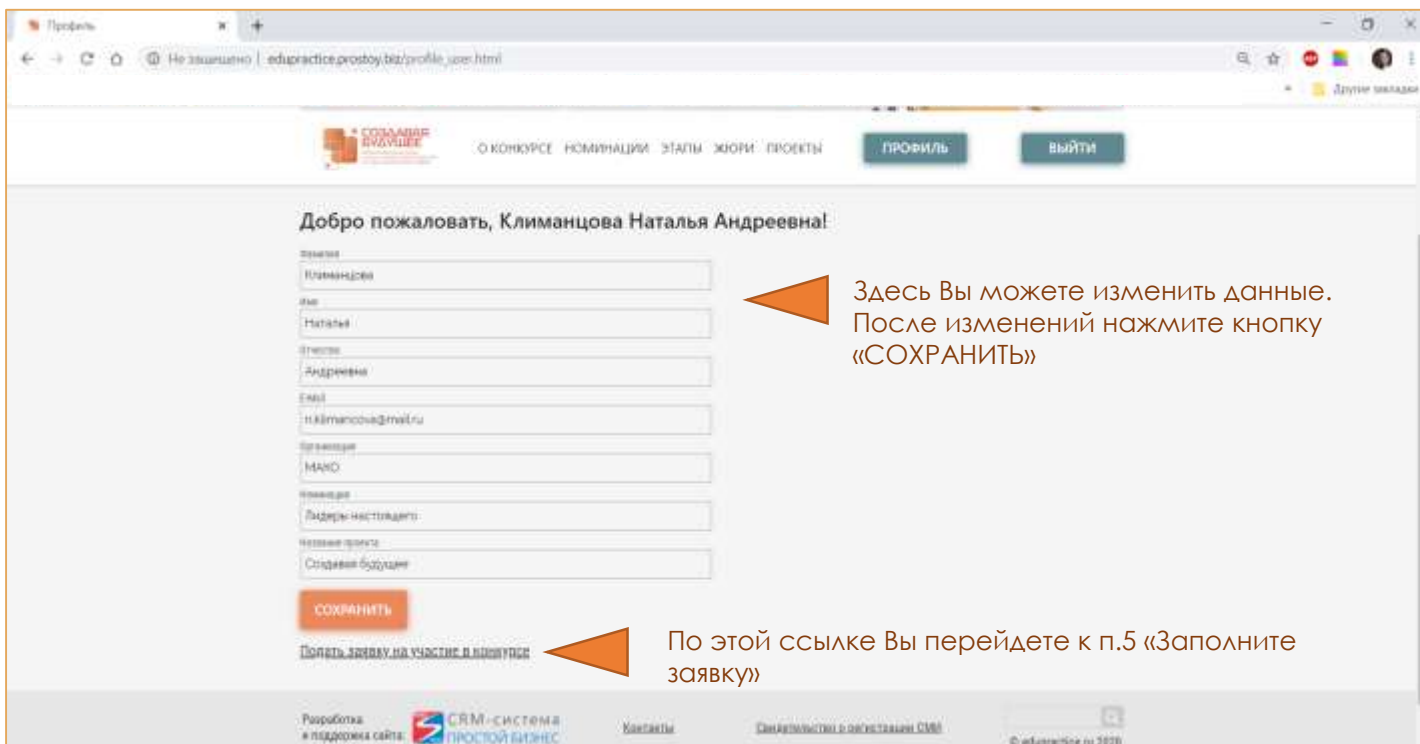 Профиль
Не защищено | edupractice.prostoy.biz/profile_user.html
Другие закладки
СОЗДАВАЯ
БУДУЩЕЕ
О КОНКУРСЕ НОМИНАЦИИ ЭТАПЫ ЖЮРИ ПРОЕКТЫ ПРОФИЛЬ ВЫЙТИ
Добро пожаловать, Климанцова Наталья Андреевна!
Фамилия
Климанцова
Имя
Наталья
Отчество
Андреевна
E-Mail
n.klimancova@mail.ru
Организация
МАКО
Номинация
Лидеры настоящего
Название проекта
Создавая будущее
СОХРАНИТЬ
Подать заявку на участие в конкурсе
Здесь Вы можете изменить данные.
После изменений нажмите кнопку
«СОХРАНИТЬ»
По этой ссылке Вы перейдете к п.5 «Заполните
заявку»
Разработка
и поддержка сайта:
CRM-система
ПРОСТОЙ БИЗНЕС
Контакты
Свидетельство о регистрации СМИ
© edupractice.ru 2020